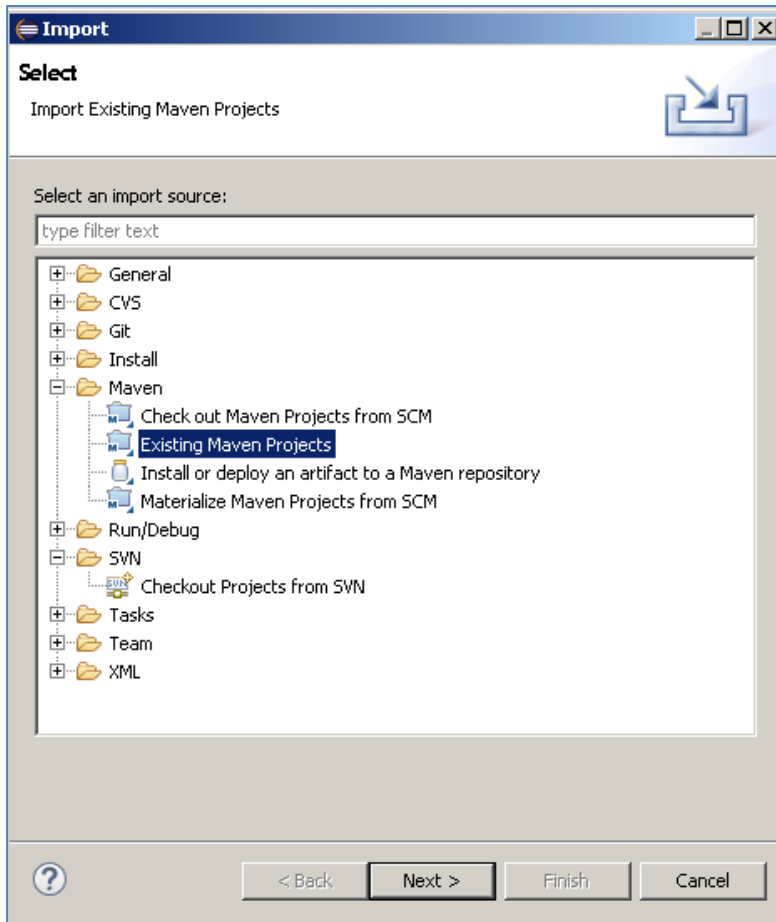 Import
Select
Import Existing Maven Projects
Select an import source:
type filter text
General
CVS
Git
Install
Maven
Check out Maven Projects from SCM
Existing Maven Projects
Install or deploy an artifact to a Maven repository
Materialize Maven Projects from SCM
Run/Debug
SVN
SVN Checkout Projects from SVN
Tasks
Team
XML
? < Back Next > Finish Cancel